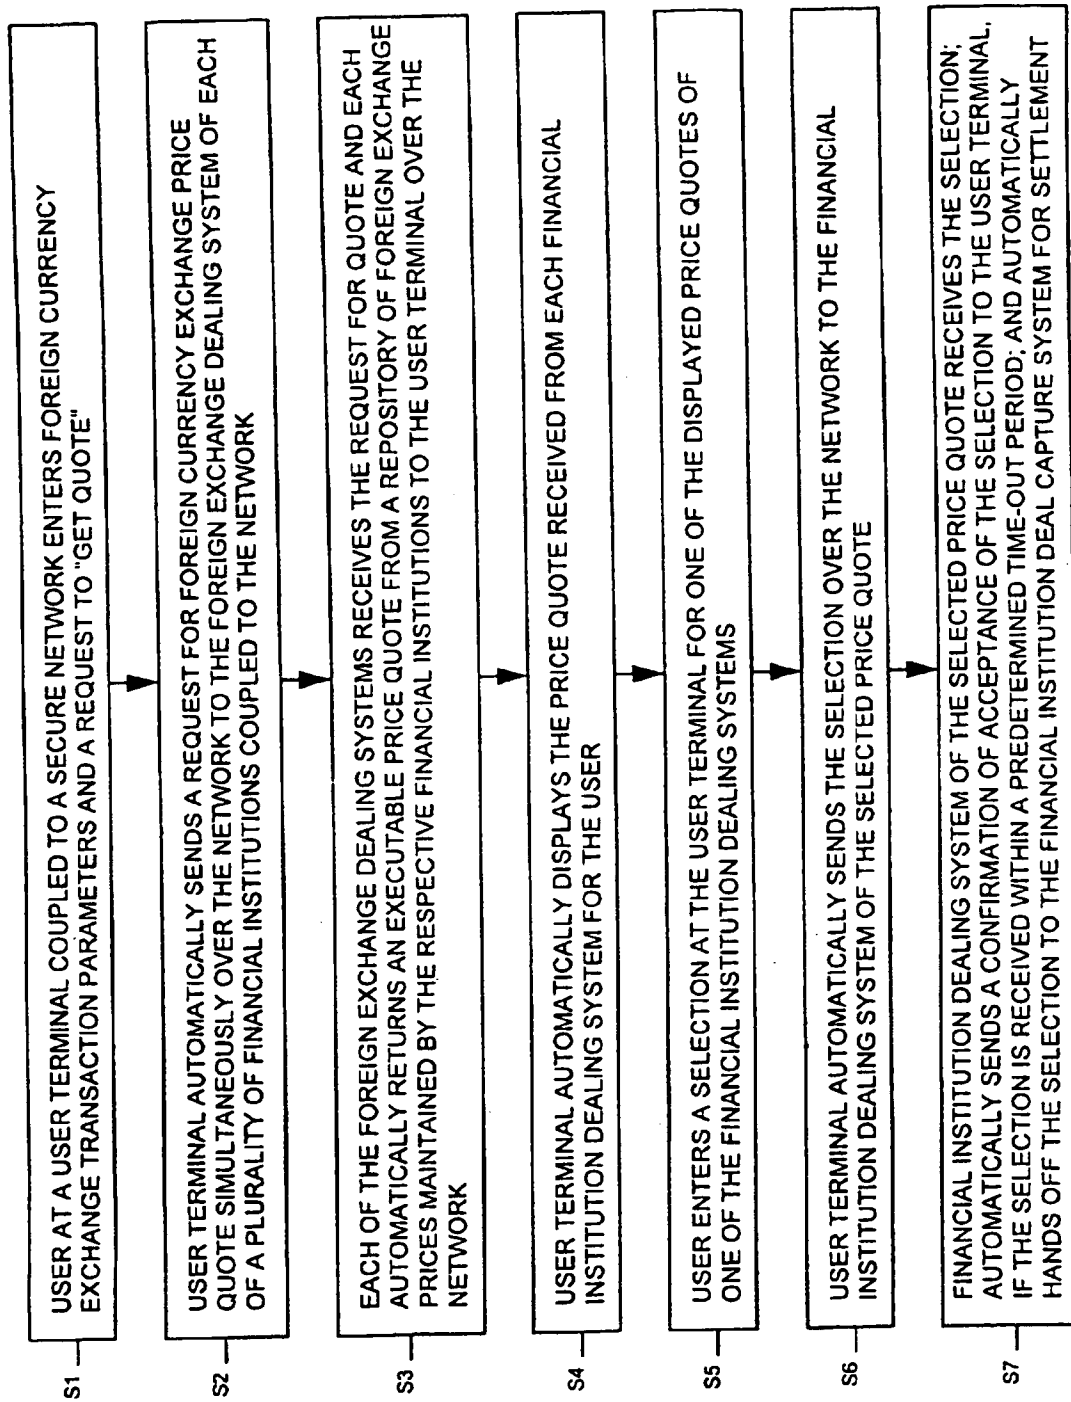 S1
USER AT A USER TERMINAL COUPLED TO A SECURE NETWORK ENTERS FOREIGN CURRENCY
EXCHANGE TRANSACTION PARAMETERS AND A REQUEST TO "GET QUOTE"
S2
USER TERMINAL AUTOMATICALLY SENDS A REQUEST FOR FOREIGN CURRENCY EXCHANGE PRICE
QUOTE SIMULTANEOUSLY OVER THE NETWORK TO THE FOREIGN EXCHANGE DEALING SYSTEM OF EACH
OF A PLURALITY OF FINANCIAL INSTITUTIONS COUPLED TO THE NETWORK
S3
EACH OF THE FOREIGN EXCHANGE DEALING SYSTEMS RECEIVES THE REQUEST FOR QUOTE AND EACH
AUTOMATICALLY RETURNS AN EXECUTABLE PRICE QUOTE FROM A REPOSITORY OF FOREIGN EXCHANGE
PRICES MAINTAINED BY THE RESPECTIVE FINANCIAL INSTITUTIONS TO THE USER TERMINAL OVER THE
NETWORK
S4
USER TERMINAL AUTOMATICALLY DISPLAYS THE PRICE QUOTE RECEIVED FROM EACH FINANCIAL
INSTITUTION DEALING SYSTEM FOR THE USER
S5
USER ENTERS A SELECTION AT THE USER TERMINAL FOR ONE OF THE DISPLAYED PRICE QUOTES OF
ONE OF THE FINANCIAL INSTITUTION DEALING SYSTEMS
S6
USER TERMINAL AUTOMATICALLY SENDS THE SELECTION OVER THE NETWORK TO THE FINANCIAL
INSTITUTION DEALING SYSTEM OF THE SELECTED PRICE QUOTE
S7
FINANCIAL INSTITUTION DEALING SYSTEM OF THE SELECTED PRICE QUOTE RECEIVES THE SELECTION;
AUTOMATICALLY SENDS A CONFIRMATION OF ACCEPTANCE OF THE SELECTION TO THE USER TERMINAL,
IF THE SELECTION IS RECEIVED WITHIN A PREDETERMINED TIME-OUT PERIOD; AND AUTOMATICALLY
HANDS OFF THE SELECTION TO THE FINANCIAL INSTITUTION DEAL CAPTURE SYSTEM FOR SETTLEMENT